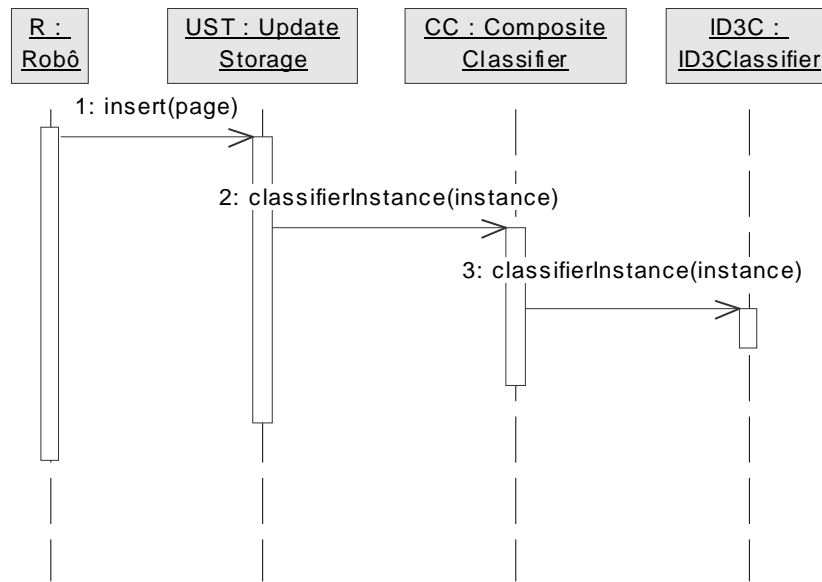 R :
Robô
UST : Update
Storage
CC : Composite
Classifier
ID3C :
ID3Classifier
1: insert(page)
2: classifierInstance(instance)
3: classifierInstance(instance)